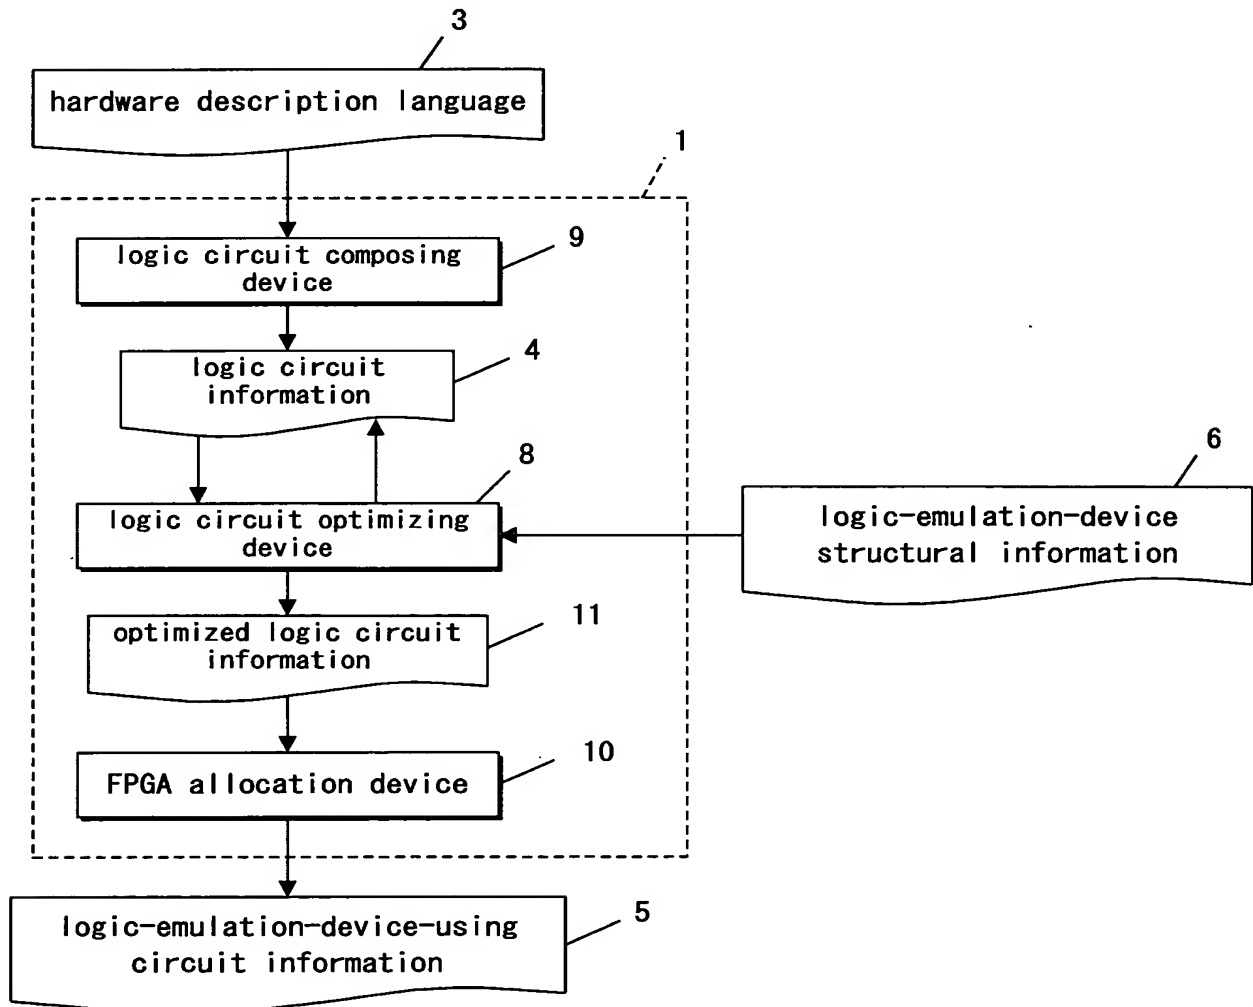 3
hardware description language
1
logic circuit composing
device
9
logic circuit
information
4
8
logic circuit optimizing
device
6
logic-emulation-device
structural information
optimized logic circuit
information
11
FPGA allocation device
10
logic-emulation-device-using
circuit information
5